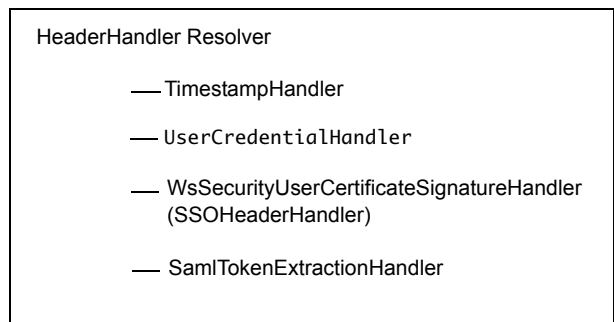 HeaderHandler Resolver
TimestampHandler
UserCredentialHandler
WsSecurityUserCertificateSignatureHandler
(SSOHeaderHandler)
SamlTokenExtractionHandler